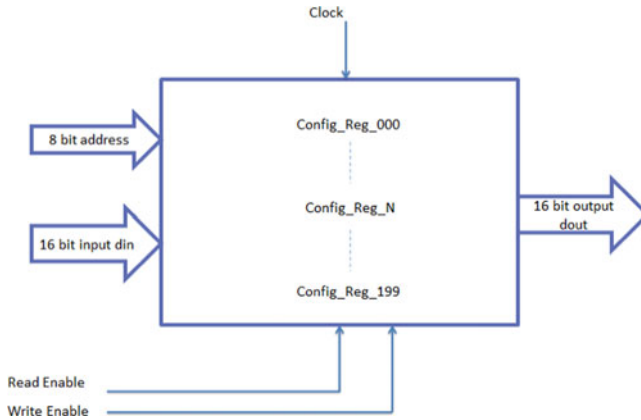 Clock
8 bit address
Config_Reg_000
Config_Reg_N
16 bit output
dout
16 bit input din
Config_Reg_199
Read Enable
Write Enable